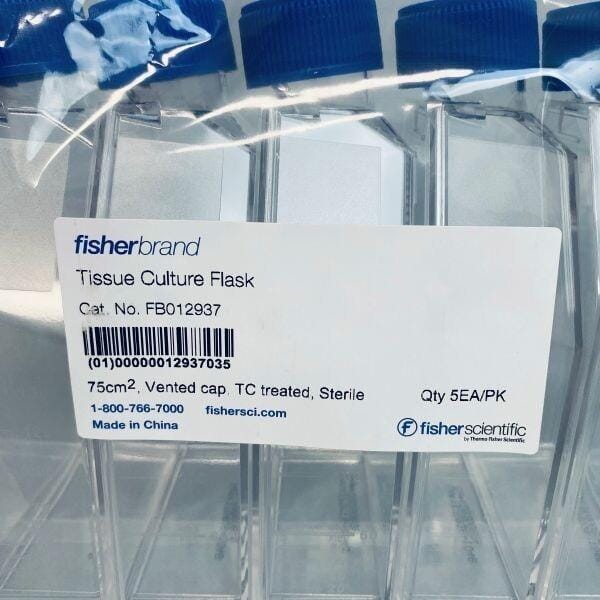 fisherbrand
Tissue Culture Flask
Cat. No. FB012937
(01)00000012937035
75cm², Vented cap. TC treated, Sterile
Qty 5EA/PK
1-800-766-7000 fishersci.com
Made in China
fisherscientific
by Thermo Fisher Scientific